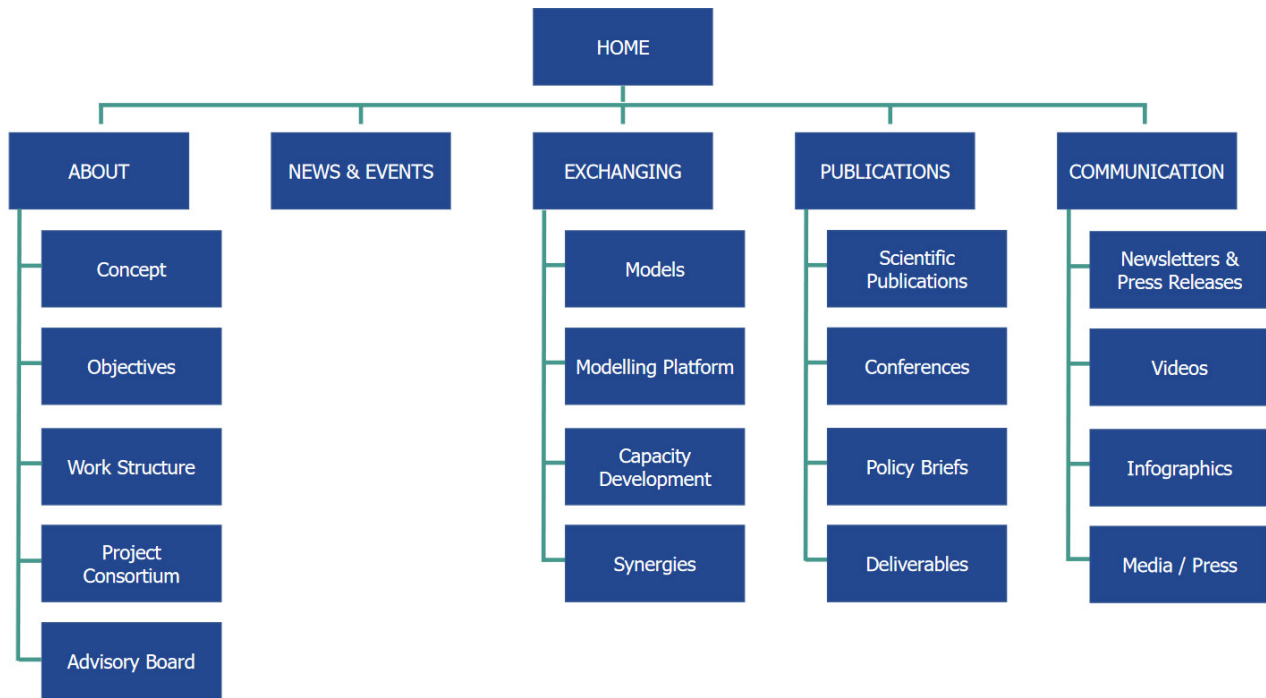 HOME
ABOUT
NEWS & EVENTS
EXCHANGING
PUBLICATIONS
COMMUNICATION
Concept
Objectives
Work Structure
Project
Consortium
Advisory Board
Models
Modelling Platform
Capacity
Development
Synergies
Scientific
Publications
Conferences
Policy Briefs
Deliverables
Newsletters &
Press Releases
Videos
Infographics
Media / Press